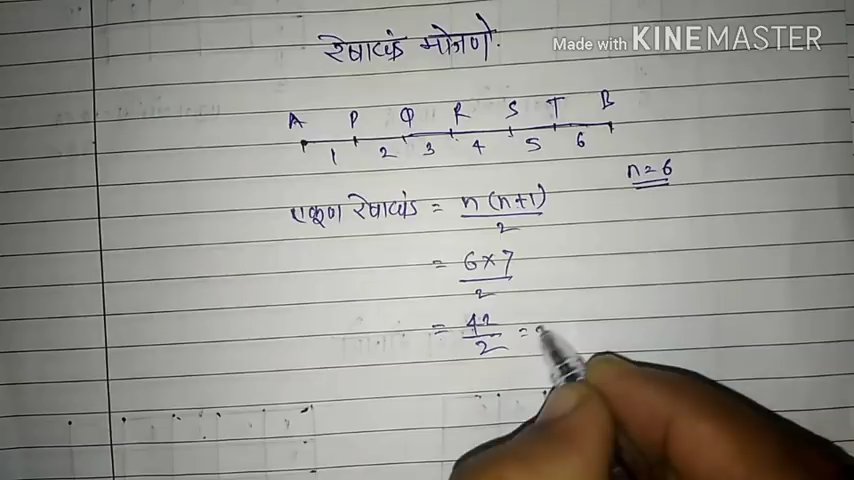 Made with KINEMASTER
रेषाखंड मोजणे.
A P Q R S T B
1 2 3 4 5 6
n = 6
एकूण रेषाखंड = n (n+1)
2
= 6 × 7
2
= 42 =
2